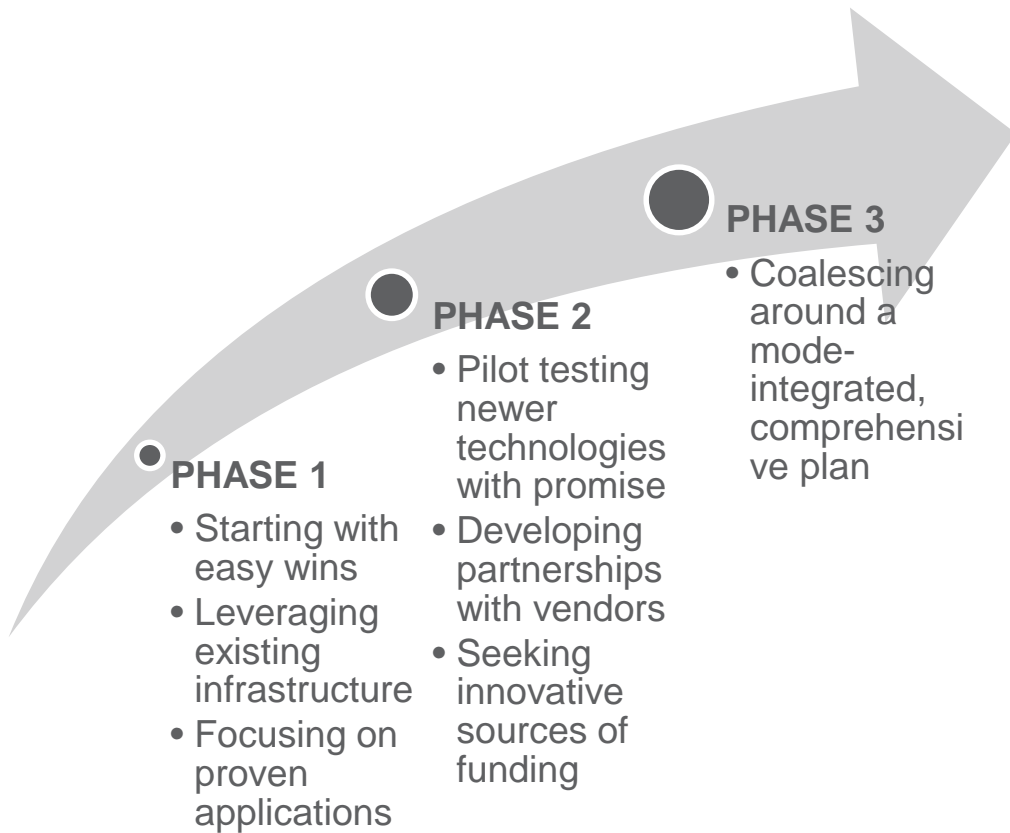 PHASE 1
• Starting with
easy wins
• Leveraging
existing
infrastructure
• Focusing on
proven
applications
PHASE 2
• Pilot testing
newer
technologies
with promise
• Developing
partnerships
with vendors
• Seeking
innovative
sources of
funding
PHASE 3
• Coalescing
around a
mode-
integrated,
comprehensi
ve plan